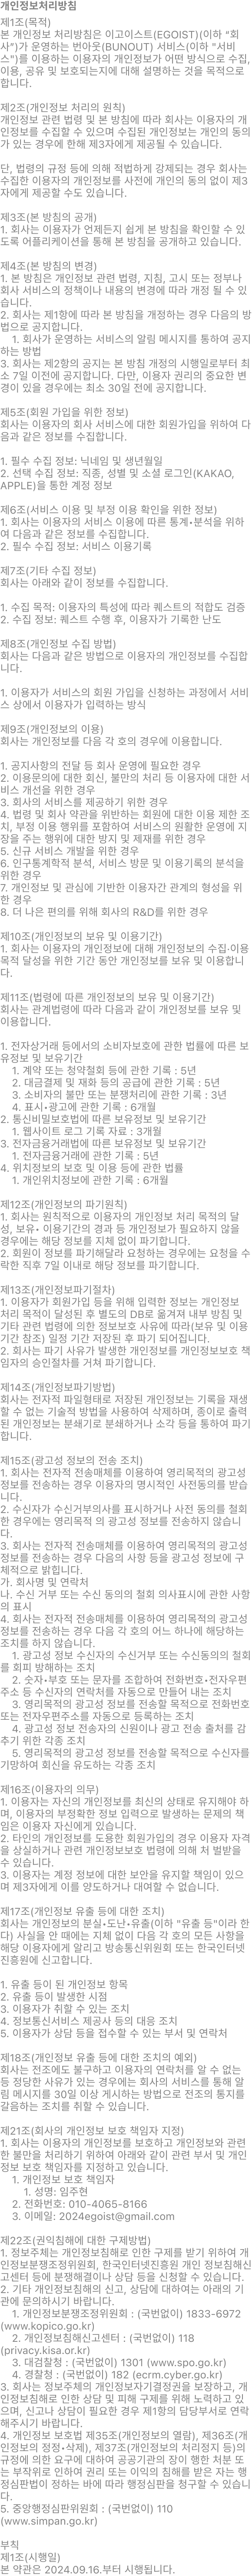 개인정보처리방침
제1조(목적)
본 개인정보 처리방침은 이고이스트(EGOIST)(이하 “회
사”)가 운영하는 번아웃(BUNOUT) 서비스(이하 "서비
스")를 이용하는 이용자의 개인정보가 어떤 방식으로 수집,
이용, 공유 및 보호되는지에 대해 설명하는 것을 목적으로
합니다.
제2조(개인정보 처리의 원칙)
개인정보 관련 법령 및 본 방침에 따라 회사는 이용자의 개
인정보를 수집할 수 있으며 수집된 개인정보는 개인의 동의
가 있는 경우에 한해 제3자에게 제공될 수 있습니다.
단, 법령의 규정 등에 의해 적법하게 강제되는 경우 회사는
수집한 이용자의 개인정보를 사전에 개인의 동의 없이 제3
자에게 제공할 수도 있습니다.
제3조(본 방침의 공개)
1. 회사는 이용자가 언제든지 쉽게 본 방침을 확인할 수 있
도록 어플리케이션을 통해 본 방침을 공개하고 있습니다.
제4조(본 방침의 변경)
1. 본 방침은 개인정보 관련 법령, 지침, 고시 또는 정부나
회사 서비스의 정책이나 내용의 변경에 따라 개정 될 수 있
습니다.
2. 회사는 제1항에 따라 본 방침을 개정하는 경우 다음의 방
법으로 공지합니다.
1. 회사가 운영하는 서비스의 알림 메시지를 통하여 공지
하는 방법
3. 회사는 제2항의 공지는 본 방침 개정의 시행일로부터 최
소 7일 이전에 공지합니다. 다만, 이용자 권리의 중요한 변
경이 있을 경우에는 최소 30일 전에 공지합니다.
제5조(회원 가입을 위한 정보)
회사는 이용자의 회사 서비스에 대한 회원가입을 위하여 다
음과 같은 정보를 수집합니다.
1. 필수 수집 정보: 닉네임 및 생년월일
2. 선택 수집 정보: 직종, 성별 및 소셜 로그인(KAKAO,
APPLE)을 통한 계정 정보
제6조(서비스 이용 및 부정 이용 확인을 위한 정보)
1. 회사는 이용자의 서비스 이용에 따른 통계•분석을 위하
여 다음과 같은 정보를 수집합니다.
2. 필수 수집 정보: 서비스 이용기록
제7조(기타 수집 정보)
회사는 아래와 같이 정보를 수집합니다.
1. 수집 목적: 이용자의 특성에 따라 퀘스트의 적합도 검증
2. 수집 정보: 퀘스트 수행 후, 이용자가 기록한 난도
제8조(개인정보 수집 방법)
회사는 다음과 같은 방법으로 이용자의 개인정보를 수집합
니다.
1. 이용자가 서비스의 회원 가입을 신청하는 과정에서 서비
스 상에서 이용자가 입력하는 방식
제9조(개인정보의 이용)
회사는 개인정보를 다음 각 호의 경우에 이용합니다.
1. 공지사항의 전달 등 회사 운영에 필요한 경우
2. 이용문의에 대한 회신, 불만의 처리 등 이용자에 대한 서
비스 개선을 위한 경우
3. 회사의 서비스를 제공하기 위한 경우
4. 법령 및 회사 약관을 위반하는 회원에 대한 이용 제한 조
치, 부정 이용 행위를 포함하여 서비스의 원활한 운영에 지
장을 주는 행위에 대한 방지 및 제재를 위한 경우
5. 신규 서비스 개발을 위한 경우
6. 인구통계학적 분석, 서비스 방문 및 이용기록의 분석을
위한 경우
7. 개인정보 및 관심에 기반한 이용자간 관계의 형성을 위
한 경우
8. 더 나은 편의를 위해 회사의 R&D를 위한 경우
제10조(개인정보의 보유 및 이용기간)
1. 회사는 이용자의 개인정보에 대해 개인정보의 수집·이용
목적 달성을 위한 기간 동안 개인정보를 보유 및 이용합니
다.
제11조(법령에 따른 개인정보의 보유 및 이용기간)
회사는 관계법령에 따라 다음과 같이 개인정보를 보유 및
이용합니다.
1. 전자상거래 등에서의 소비자보호에 관한 법률에 따른 보
유정보 및 보유기간
1. 계약 또는 청약철회 등에 관한 기록 : 5년
2. 대금결제 및 재화 등의 공급에 관한 기록 : 5년
3. 소비자의 불만 또는 분쟁처리에 관한 기록 : 3년
4. 표시•광고에 관한 기록 : 6개월
2. 통신비밀보호법에 따른 보유정보 및 보유기간
1. 웹사이트 로그 기록 자료 : 3개월
3. 전자금융거래법에 따른 보유정보 및 보유기간
1. 전자금융거래에 관한 기록 : 5년
4. 위치정보의 보호 및 이용 등에 관한 법률
1. 개인위치정보에 관한 기록 : 6개월
제12조(개인정보의 파기원칙)
1. 회사는 원칙적으로 이용자의 개인정보 처리 목적의 달
성, 보유• 이용기간의 경과 등 개인정보가 필요하지 않을
경우에는 해당 정보를 지체 없이 파기합니다.
2. 회원이 정보를 파기해달라 요청하는 경우에는 요청을 수
락한 직후 7일 이내로 해당 정보를 파기합니다.
제13조(개인정보파기절차)
1. 이용자가 회원가입 등을 위해 입력한 정보는 개인정보
처리 목적이 달성된 후 별도의 DB로 옮겨져 내부 방침 및
기타 관련 법령에 의한 정보보호 사유에 따라(보유 및 이용
기간 참조) 일정 기간 저장된 후 파기 되어집니다.
2. 회사는 파기 사유가 발생한 개인정보를 개인정보보호 책
임자의 승인절차를 거쳐 파기합니다.
제14조(개인정보파기방법)
회사는 전자적 파일형태로 저장된 개인정보는 기록을 재생
할 수 없는 기술적 방법을 사용하여 삭제하며, 종이로 출력
된 개인정보는 분쇄기로 분쇄하거나 소각 등을 통하여 파기
합니다.
제15조(광고성 정보의 전송 조치)
1. 회사는 전자적 전송매체를 이용하여 영리목적의 광고성
정보를 전송하는 경우 이용자의 명시적인 사전동의를 받습
니다.
2. 수신자가 수신거부의사를 표시하거나 사전 동의를 철회
한 경우에는 영리목적 의 광고성 정보를 전송하지 않습니
다.
3. 회사는 전자적 전송매체를 이용하여 영리목적의 광고성
정보를 전송하는 경우 다음의 사항 등을 광고성 정보에 구
체적으로 밝힙니다.
가. 회사명 및 연락처
나. 수신 거부 또는 수신 동의의 철회 의사표시에 관한 사항
의 표시
4. 회사는 전자적 전송매체를 이용하여 영리목적의 광고성
정보를 전송하는 경우 다음 각 호의 어느 하나에 해당하는
조치를 하지 않습니다.
1. 광고성 정보 수신자의 수신거부 또는 수신동의의 철회
를 회피 방해하는 조치
2. 숫자•부호 또는 문자를 조합하여 전화번호•전자우편
주소 등 수신자의 연락처를 자동으로 만들어 내는 조치
3. 영리목적의 광고성 정보를 전송할 목적으로 전화번호
또는 전자우편주소를 자동으로 등록하는 조치
4. 광고성 정보 전송자의 신원이나 광고 전송 출처를 감
추기 위한 각종 조치
5. 영리목적의 광고성 정보를 전송할 목적으로 수신자를
기망하여 회신을 유도하는 각종 조치
제16조(이용자의 의무)
1. 이용자는 자신의 개인정보를 최신의 상태로 유지해야 하
며, 이용자의 부정확한 정보 입력으로 발생하는 문제의 책
임은 이용자 자신에게 있습니다.
2. 타인의 개인정보를 도용한 회원가입의 경우 이용자 자격
을 상실하거나 관련 개인정보보호 법령에 의해 처 벌받을
수 있습니다.
3. 이용자는 계정 정보에 대한 보안을 유지할 책임이 있으
며 제3자에게 이를 양도하거나 대여할 수 없습니다.
제17조(개인정보 유출 등에 대한 조치)
회사는 개인정보의 분실•도난•유출(이하 "유출 등"이라 한
다) 사실을 안 때에는 지체 없이 다음 각 호의 모든 사항을
해당 이용자에게 알리고 방송통신위원회 또는 한국인터넷
진흥원에 신고합니다.
1. 유출 등이 된 개인정보 항목
2. 유출 등이 발생한 시점
3. 이용자가 취할 수 있는 조치
4. 정보통신서비스 제공사 등의 대응 조치
5. 이용자가 상담 등을 접수할 수 있는 부서 및 연락처
제18조(개인정보 유출 등에 대한 조치의 예외)
회사는 전조에도 불구하고 이용자의 연락처를 알 수 없는
등 정당한 사유가 있는 경우에는 회사의 서비스를 통해 알
림 메시지를 30일 이상 게시하는 방법으로 전조의 통지를
갈음하는 조치를 취할 수 있습니다.
제21조(회사의 개인정보 보호 책임자 지정)
1. 회사는 이용자의 개인정보를 보호하고 개인정보와 관련
한 불만을 처리하기 위하여 아래와 같이 관련 부서 및 개인
정보 보호 책임자를 지정하고 있습니다.
1. 개인정보 보호 책임자
1. 성명: 임주현
2. 전화번호: 010-4065-8166
3. 이메일: 2024egoist@gmail.com
제22조(권익침해에 대한 구제방법)
1. 정보주체는 개인정보침해로 인한 구제를 받기 위하여 개
인정보분쟁조정위원회, 한국인터넷진흥원 개인 정보침해신
고센터 등에 분쟁해결이나 상담 등을 신청할 수 있습니다.
2. 기타 개인정보침해의 신고, 상담에 대하여는 아래의 기
관에 문의하시기 바랍니다.
1. 개인정보분쟁조정위원회 : (국번없이) 1833-6972
(www.kopico.go.kr)
2. 개인정보침해신고센터 : (국번없이) 118
(privacy.kisa.or.kr)
3. 대검찰청 : (국번없이) 1301 (www.spo.go.kr)
4. 경찰청 : (국번없이) 182 (ecrm.cyber.go.kr)
3. 회사는 정보주체의 개인정보자기결정권을 보장하고, 개
인정보침해로 인한 상담 및 피해 구제를 위해 노력하고 있
으며, 신고나 상담이 필요한 경우 제1항의 담당부서로 연락
해주시기 바랍니다.
4. 개인정보 보호법 제35조(개인정보의 열람), 제36조(개
인정보의 정정•삭제), 제37조(개인정보의 처리정지 등)의
규정에 의한 요구에 대하여 공공기관의 장이 행한 처분 또
는 부작위로 인하여 권리 또는 이익의 침해를 받은 자는 행
정심판법이 정하는 바에 따라 행정심판을 청구할 수 있습니
다.
5. 중앙행정심판위원회 : (국번없이) 110
(www.simpan.go.kr)
부칙
제1조(시행일)
본 약관은 2024.09.16.부터 시행됩니다.